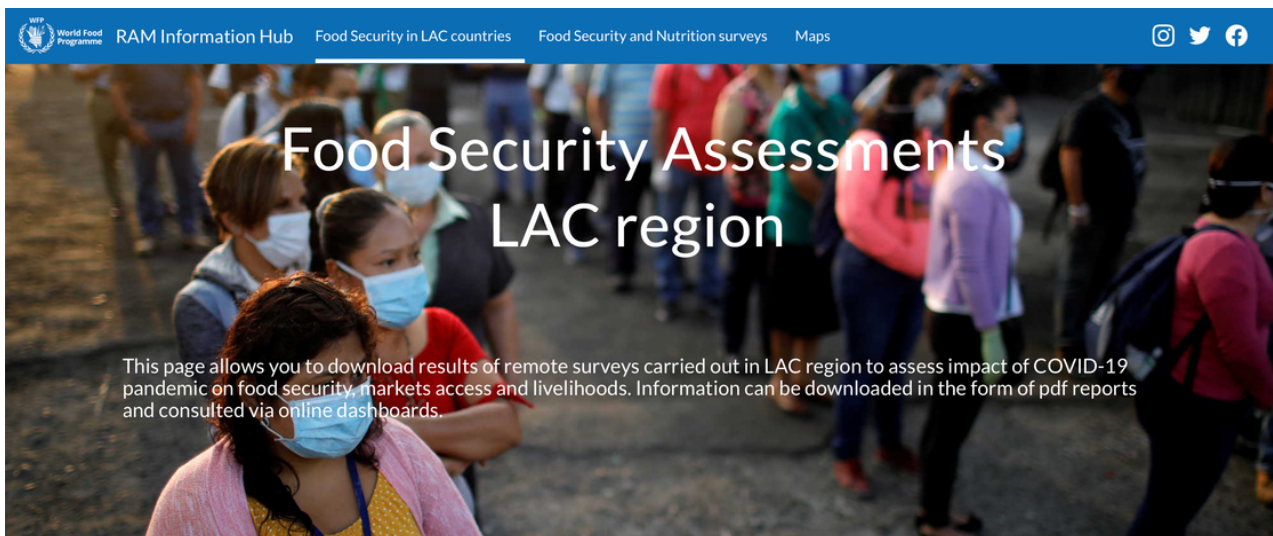 WFP
World Food
Programme
RAM Information Hub
Food Security in LAC countries
Food Security and Nutrition surveys
Maps
Food Security Assessments
LAC region
This page allows you to download results of remote surveys carried out in LAC region to assess impact of COVID-19
pandemic on food security, markets access and livelihoods. Information can be downloaded in the form of pdf reports
and consulted via online dashboards.